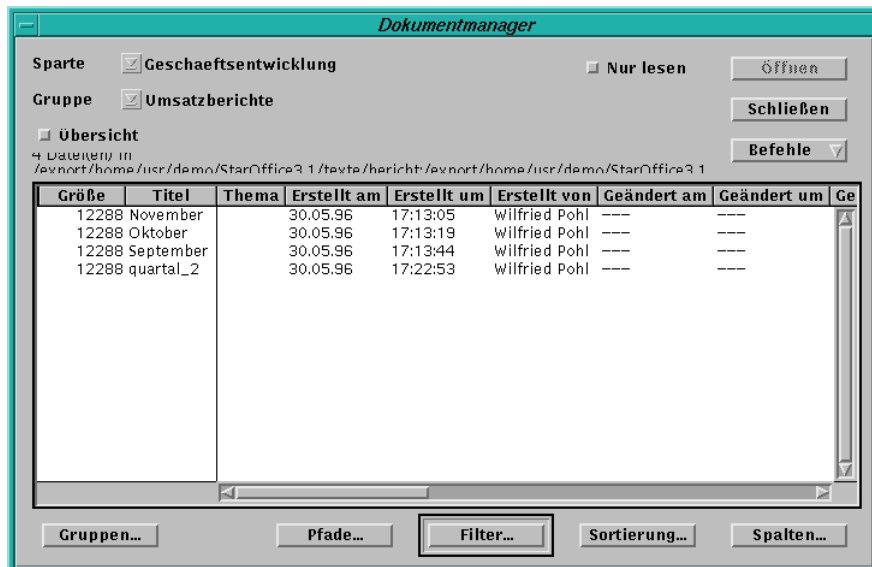 Dokumentmanager
Sparte Geschaeftsentwicklung Nur lesen Öffnen
Gruppe Umsatzberichte Schließen
Übersicht Befehle
4 Datei(en) in
/export/home/usr/demo/StarOffice3.1/texte/bericht:/export/home/usr/demo/StarOffice3.1
Größe Titel Thema Erstellt am Erstellt um Erstellt von Geändert am Geändert um Ge
12288 November 30.05.96 17:13:05 Wilfried Pohl --- ---
12288 Oktober 30.05.96 17:13:19 Wilfried Pohl --- ---
12288 September 30.05.96 17:13:44 Wilfried Pohl --- ---
12288 quartal_2 30.05.96 17:22:53 Wilfried Pohl --- ---
Gruppen... Pfade... Filter... Sortierung... Spalten...